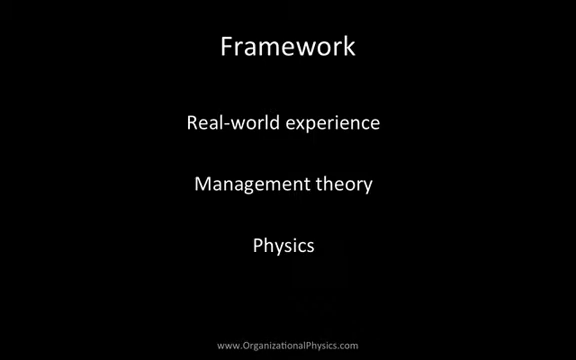 Framework
Real-world experience
Management theory
Physics
www.OrganizationalPhysics.com